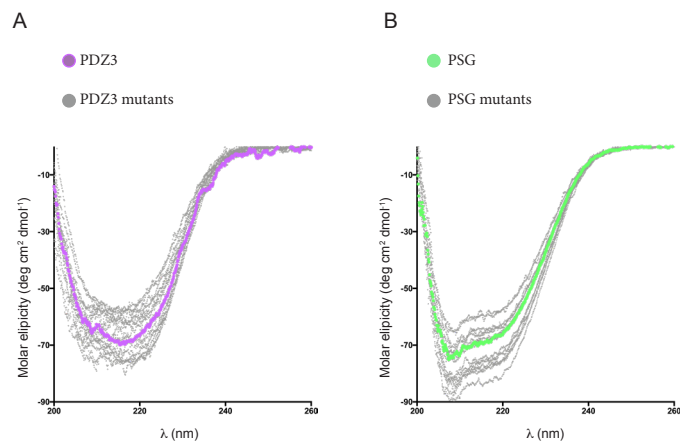 A
PDZ3
PDZ3 mutants
Molar elipicity (deg cm² dmol⁻¹)
-10
-30
-50
-70
-90
200
220
240
260
λ (nm)
B
PSG
PSG mutants
Molar elipicity (deg cm² dmol⁻¹)
-10
-30
-50
-70
-90
200
220
240
260
λ (nm)